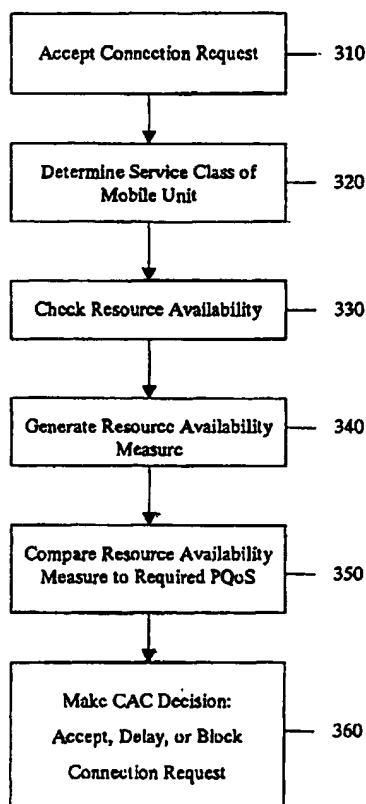 Accept Connection Request
310
Determine Service Class of
Mobile Unit
320
Check Resource Availability
330
Generate Resource Availability
Measure
340
Compare Resource Availability
Measure to Required PQoS
350
Make CAC Decision:
Accept, Delay, or Block
Connection Request
360